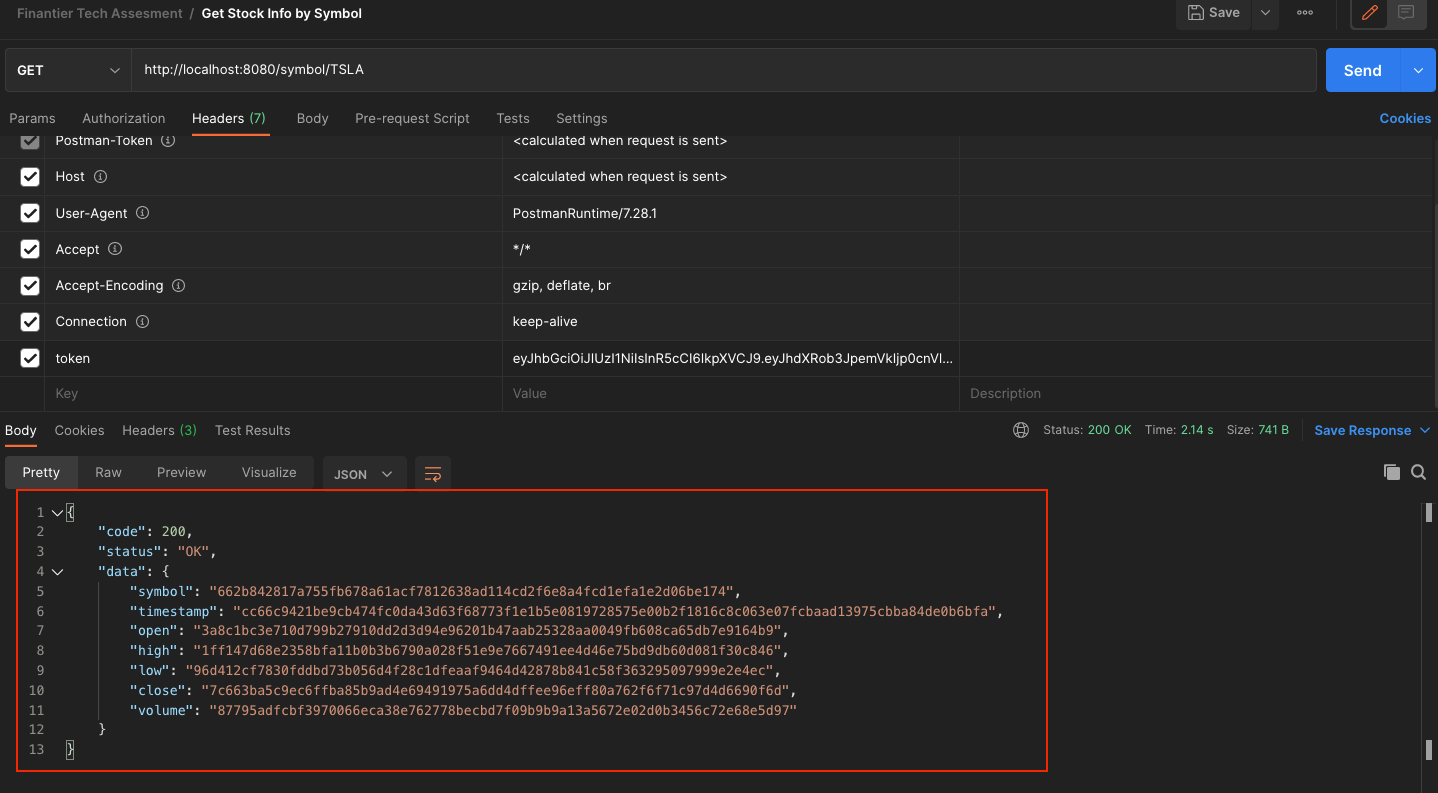 Finantier Tech Assesment / Get Stock Info by Symbol Save
GET http://localhost:8080/symbol/TSLA Send
Params Authorization Headers (7) Body Pre-request Script Tests Settings Cookies
Postman-Token <calculated when request is sent>
Host <calculated when request is sent>
User-Agent PostmanRuntime/7.28.1
Accept */*
Accept-Encoding gzip, deflate, br
Connection keep-alive
token eyJhbGciOiJIUzI1NiIsInR5cCI6IkpXVCJ9.eyJhdXRob3JpemVkIjp0cnVl...
Key Value Description
Body Cookies Headers (3) Test Results Status: 200 OK Time: 2.14 s Size: 741 B Save Response
Pretty Raw Preview Visualize JSON
1 {
2 "code": 200,
3 "status": "OK",
4 "data": {
5 "symbol": "662b842817a755fb678a61acf7812638ad114cd2f6e8a4fcd1efa1e2d06be174",
6 "timestamp": "cc66c9421be9cb474fc0da43d63f68773f1e1b5e0819728575e00b2f1816c8c063e07fcbaad13975cbba84de0b6bfa",
7 "open": "3a8c1bc3e710d799b27910dd2d3d94e96201b47aab25328aa0049fb608ca65db7e9164b9",
8 "high": "1ff147d68e2358bfa11b0b3b6790a028f51e9e7667491ee4d46e75bd9db60d081f30c846",
9 "low": "96d412cf7830fddbd73b056d4f28c1dfeaaf9464d42878b841c58f363295097999e2e4ec",
10 "close": "7c663ba5c9ec6ffba85b9ad4e69491975a6dd4dffee96eff80a762f6f71c97d4d6690f6d",
11 "volume": "87795adfcbf3970066eca38e762778becbd7f09b9b9a13a5672e02d0b3456c72e68e5d97"
12 }
13 }